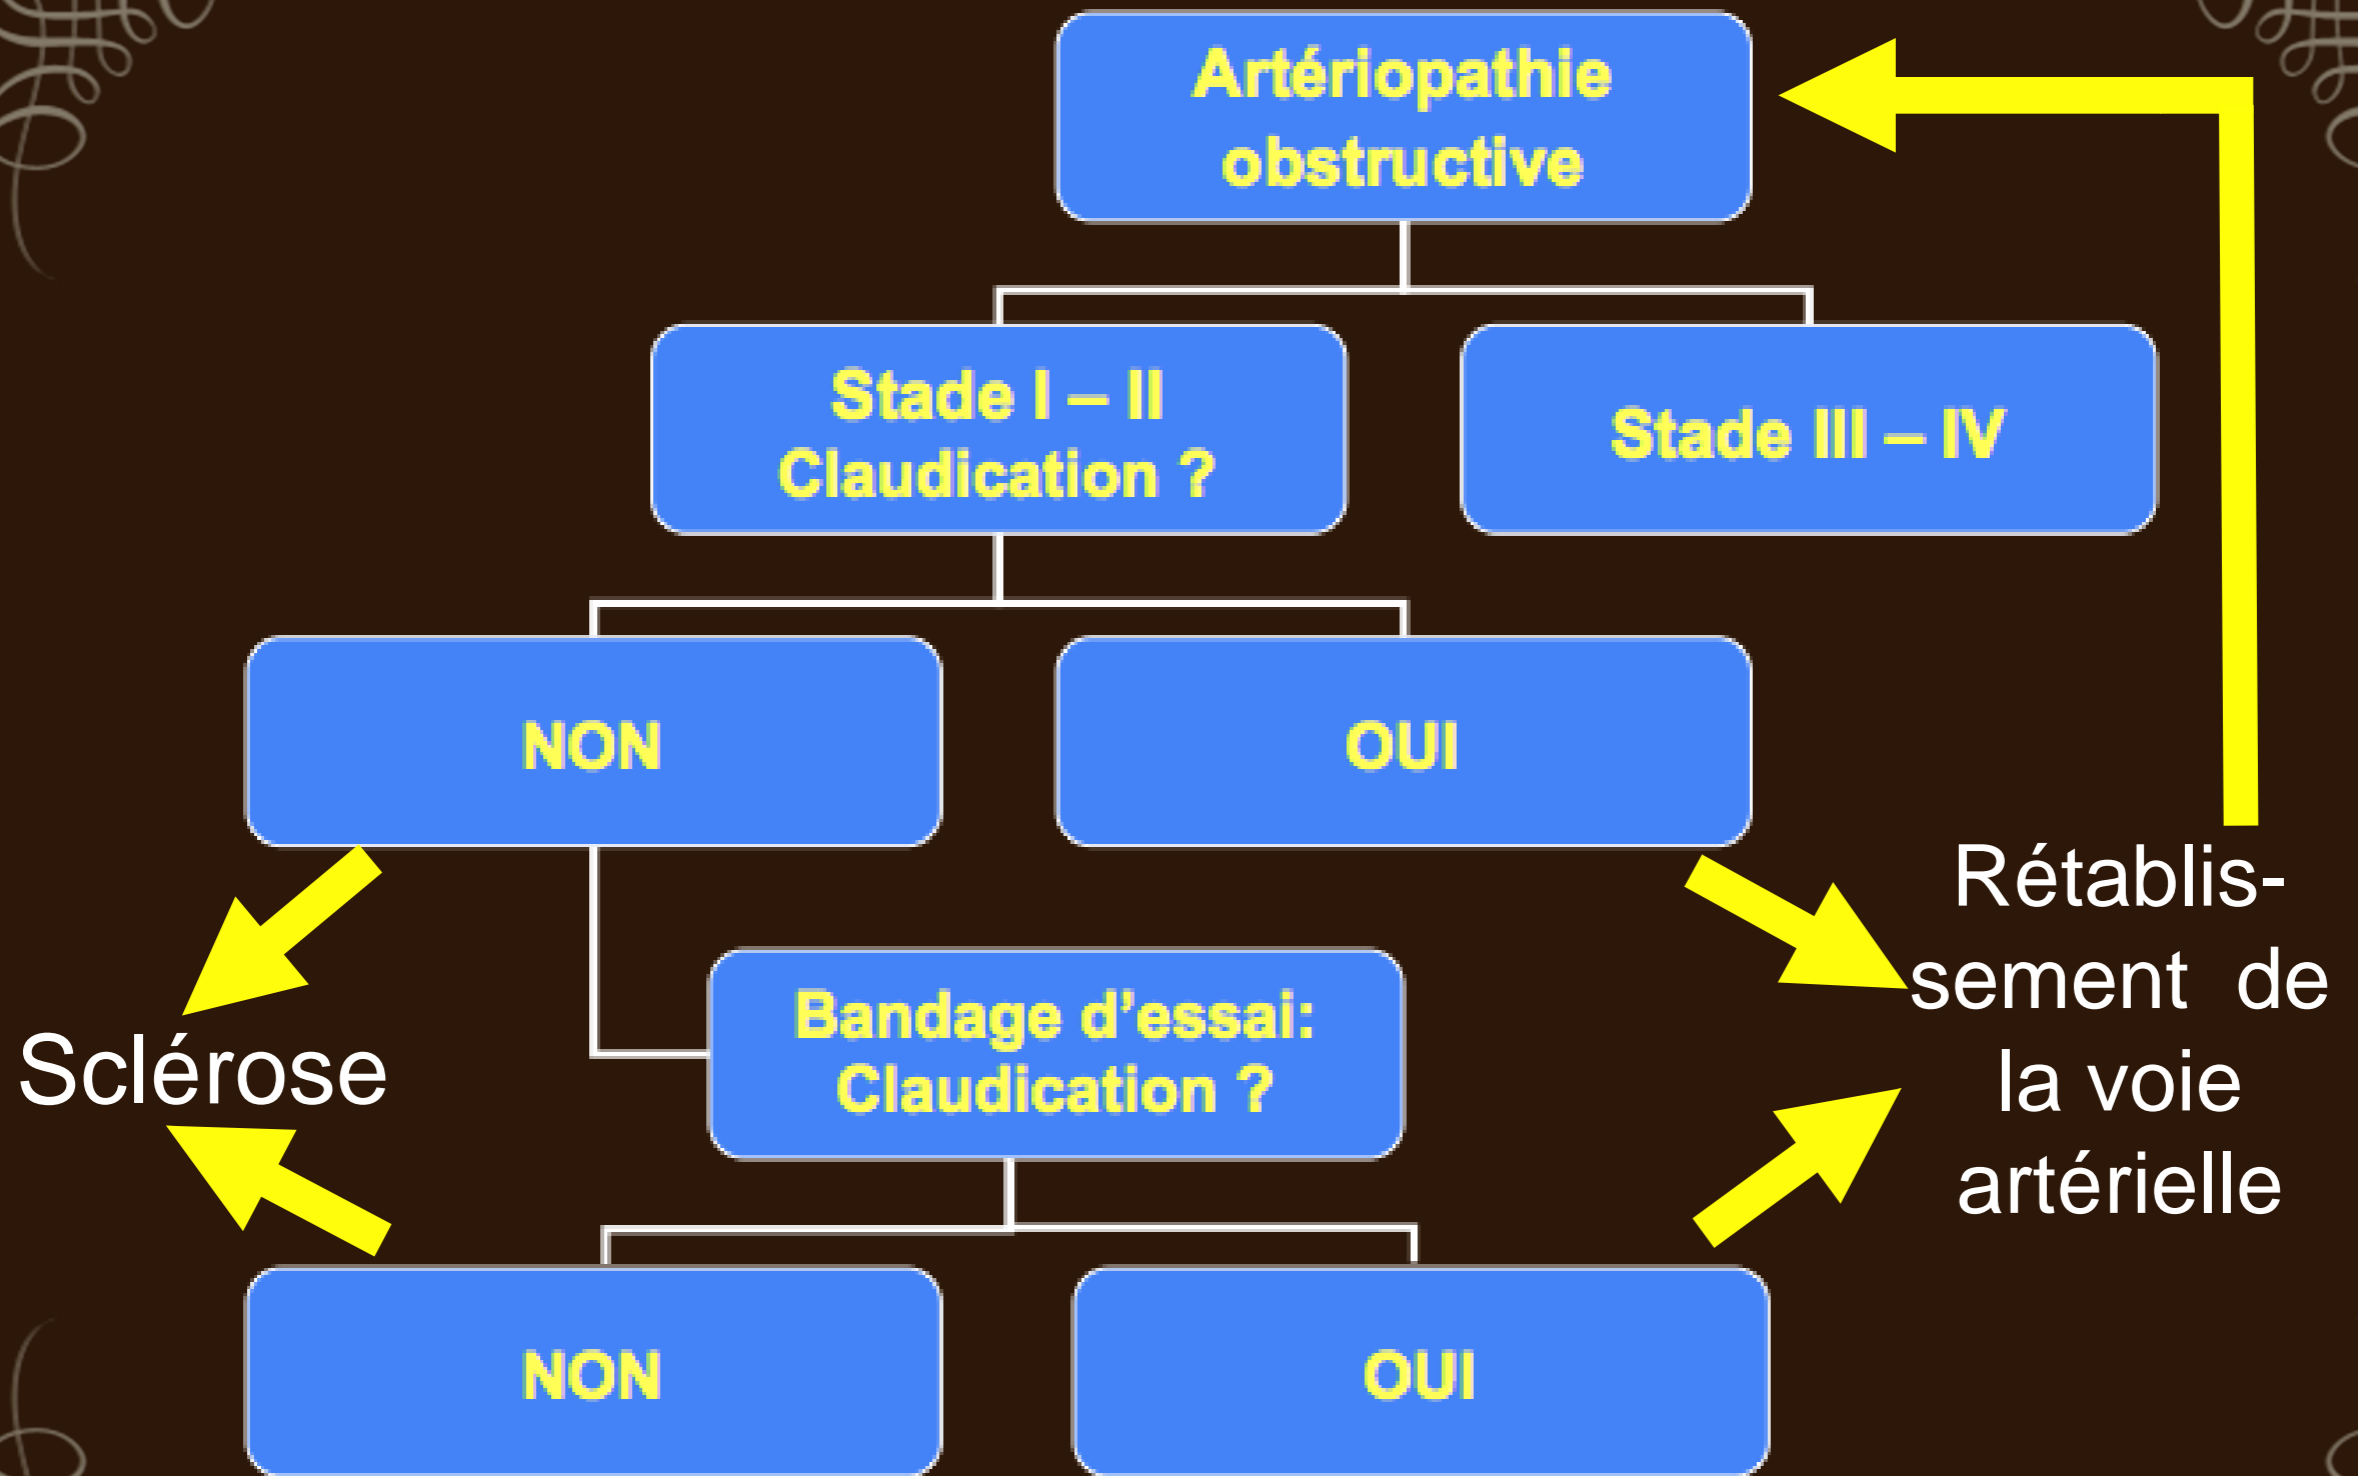 Artériopathie
obstructive
Stade I – II
Claudication ?
Stade III – IV
NON
OUI
Rétablis-
sement de
la voie
artérielle
Sclérose
Bandage d’essai:
Claudication ?
NON
OUI